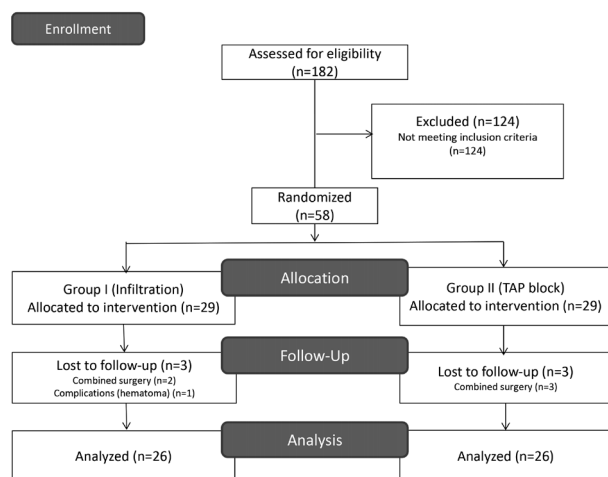 Enrollment
Assessed for eligibility
(n=182)
Excluded (n=124)
Not meeting inclusion criteria
(n=124)
Randomized
(n=58)
Allocation
Group I (Infiltration)
Allocated to intervention (n=29)
Group II (TAP block)
Allocated to intervention (n=29)
Follow-Up
Lost to follow-up (n=3)
Combined surgery (n=2)
Complications (hematoma) (n=1)
Lost to follow-up (n=3)
Combined surgery (n=3)
Analysis
Analyzed (n=26)
Analyzed (n=26)